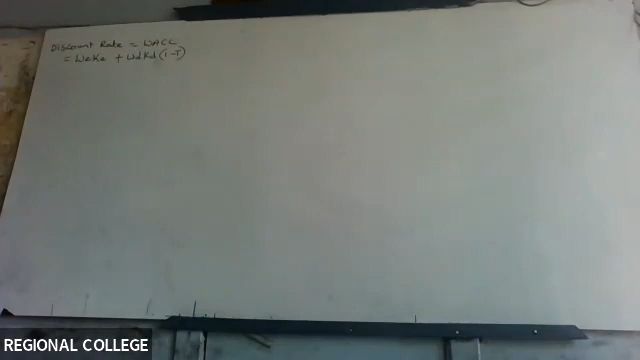 Discount Rate = WACC
= WeKe + WdKd(1-T)
REGIONAL COLLEGE